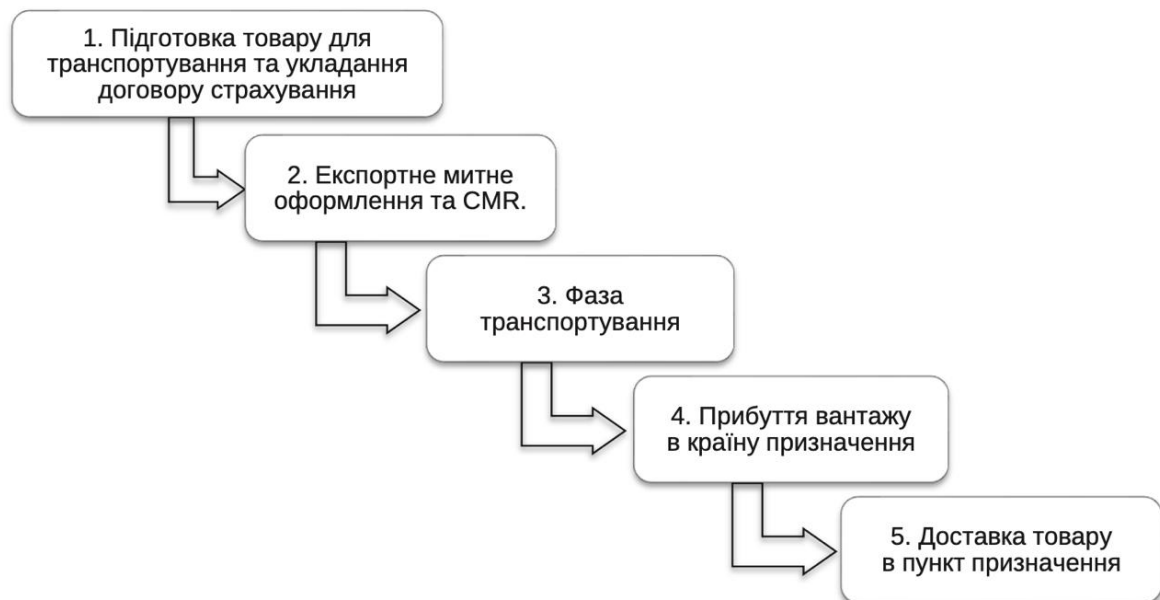 1. Підготовка товару для
транспортування та укладання
договору страхування
2. Експортне митне
оформлення та CMR.
3. Фаза
транспортування
4. Прибуття вантажу
в країну призначення
5. Доставка товару
в пункт призначення